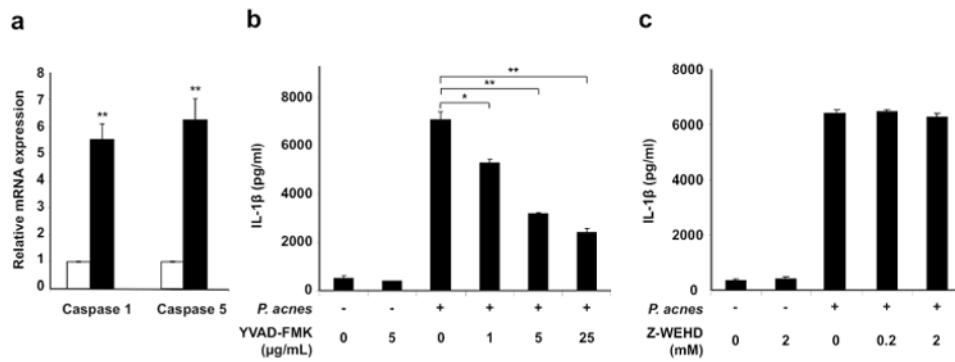 a
Relative mRNA expression
8
7
6
5
4
3
2
1
0
**
**
Caspase 1
Caspase 5
b
IL-1β (pg/ml)
8000
6000
4000
2000
0
**
**
*
P. acnes - - + + + +
YVAD-FMK 0 5 0 1 5 25
(µg/mL)
c
IL-1β (pg/ml)
8000
6000
4000
2000
0
P. acnes - - + + +
Z-WEHD 0 2 0 0.2 2
(mM)